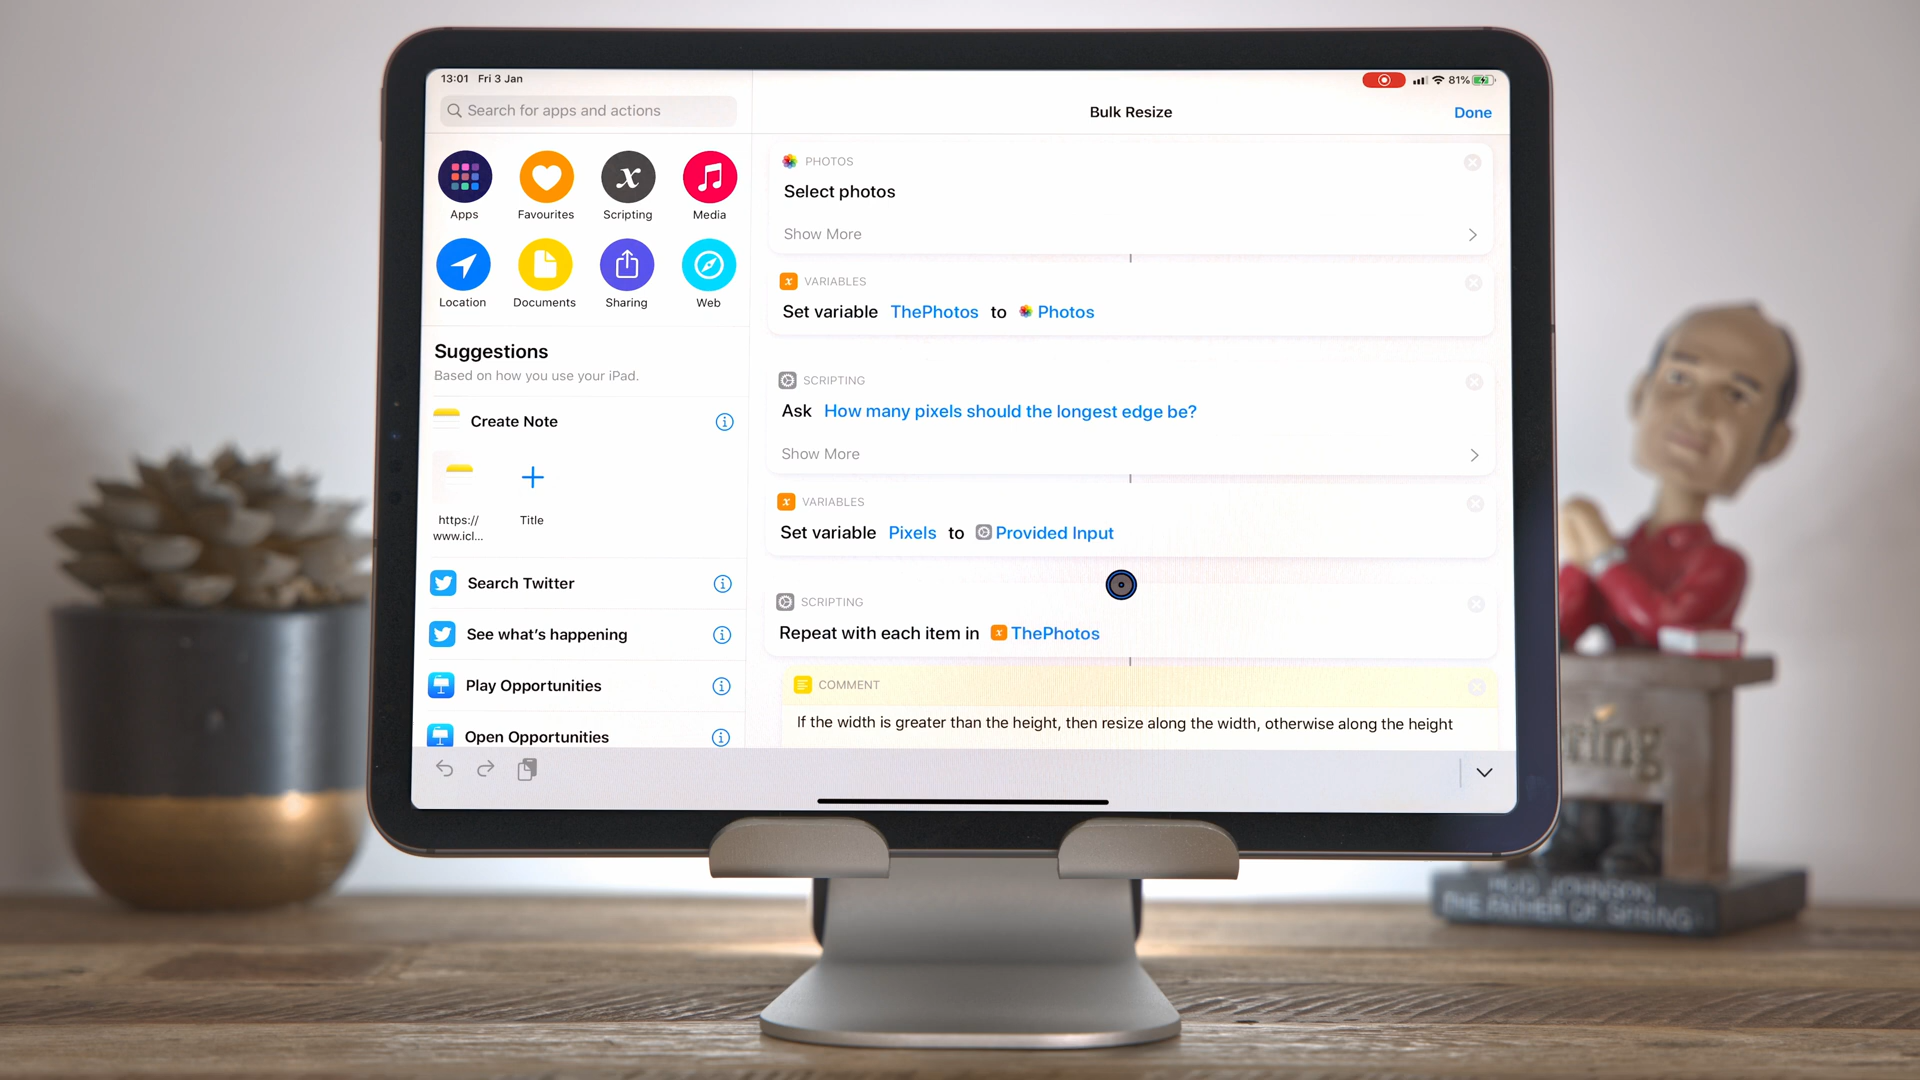 13:01 Fri 3 Jan
81%
Search for apps and actions
Bulk Resize
Done
Apps
Favourites
Scripting
Media
Location
Documents
Sharing
Web
Suggestions
Based on how you use your iPad.
Create Note
https://
www.icl...
Title
Search Twitter
See what's happening
Play Opportunities
Open Opportunities
PHOTOS
Select photos
Show More
VARIABLES
Set variable ThePhotos to Photos
SCRIPTING
Ask How many pixels should the longest edge be?
Show More
VARIABLES
Set variable Pixels to Provided Input
SCRIPTING
Repeat with each item in ThePhotos
COMMENT
If the width is greater than the height, then resize along the width, otherwise along the height
JOHNSON
THE FATHER OF SPRING